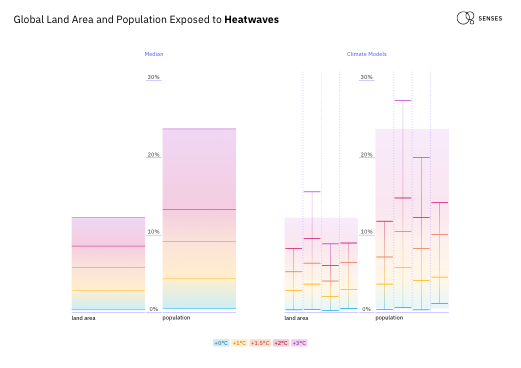 Global Land Area and Population Exposed to Heatwaves
SENSES
Median
Climate Models
30%
30%
20%
20%
10%
10%
0%
0%
land area
population
land area
population
+0°C +1°C +1.5°C +2°C +3°C